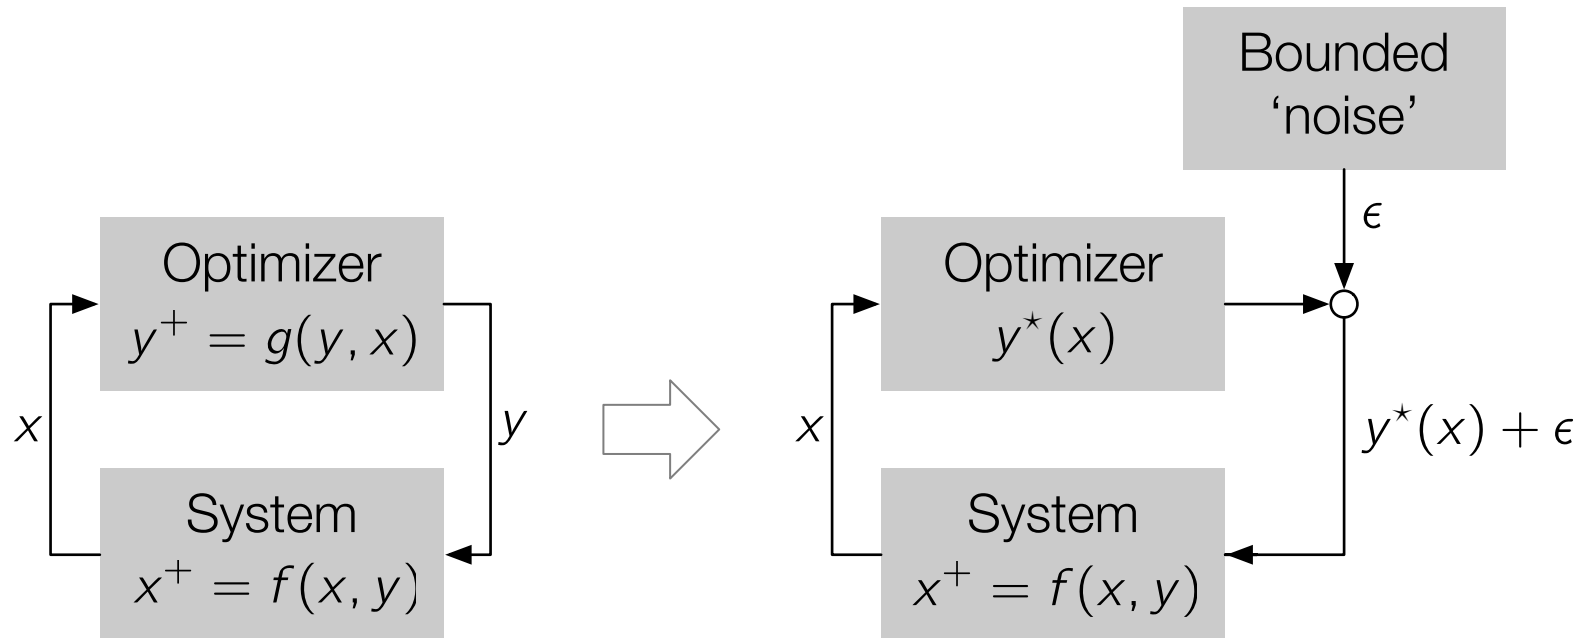 Optimizer
y⁺ = g(y, x)
x
y
System
x⁺ = f(x, y)
Bounded
‘noise’
ϵ
Optimizer
y*(x)
x
y*(x) + ϵ
System
x⁺ = f(x, y)